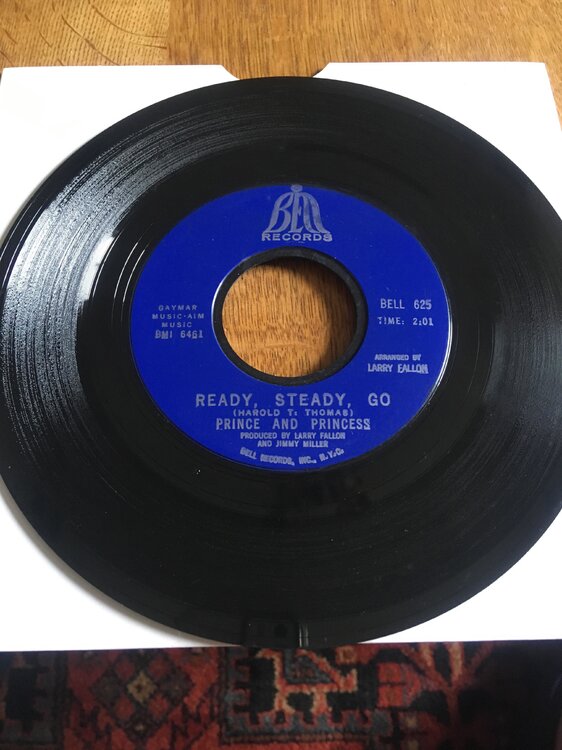 BELL
RECORDS
GAYMAR
MUSIC-AIM
MUSIC
BMI 6461
BELL 625
TIME: 2:01
ARRANGED BY
LARRY FALLON
READY, STEADY, GO
(HAROLD T. THOMAS)
PRINCE AND PRINCESS
PRODUCED BY LARRY FALLON
AND JIMMY MILLER
BELL RECORDS, INC., N.Y.C.